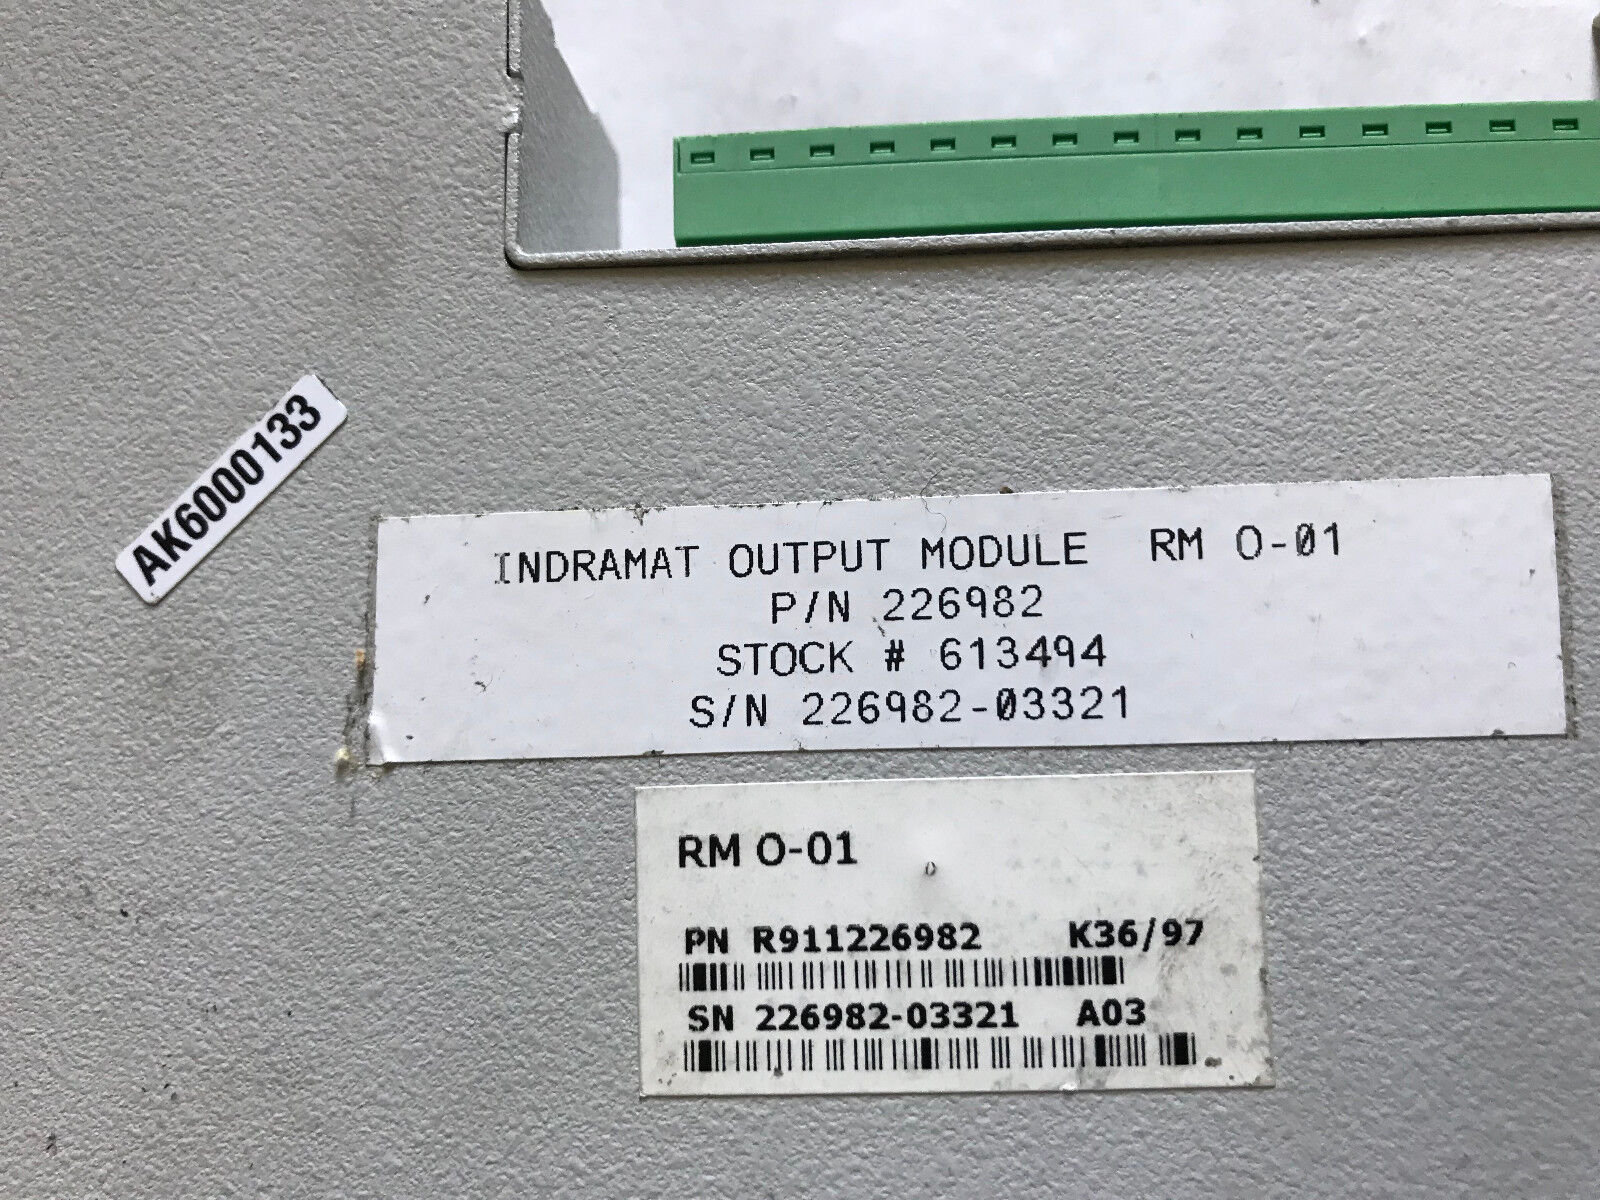 AK6000133
INDRAMAT OUTPUT MODULE RM O-01
P/N 226982
STOCK # 613494
S/N 226982-03321
RM O-01
PN R911226982 K36/97
SN 226982-03321 A03